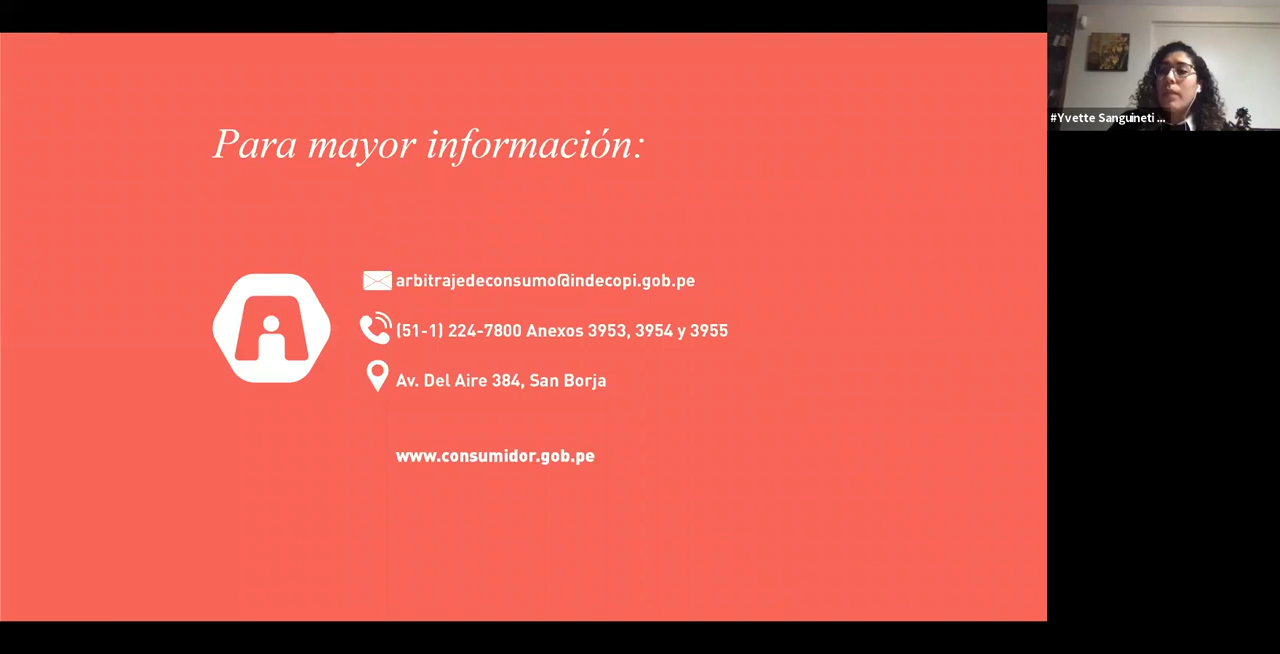 Para mayor información:
arbitrajedeconsumo@indecopi.gob.pe
(51-1) 224-7800 Anexos 3953, 3954 y 3955
Av. Del Aire 384, San Borja
www.consumidor.gob.pe
#Yvette Sanguineti ...